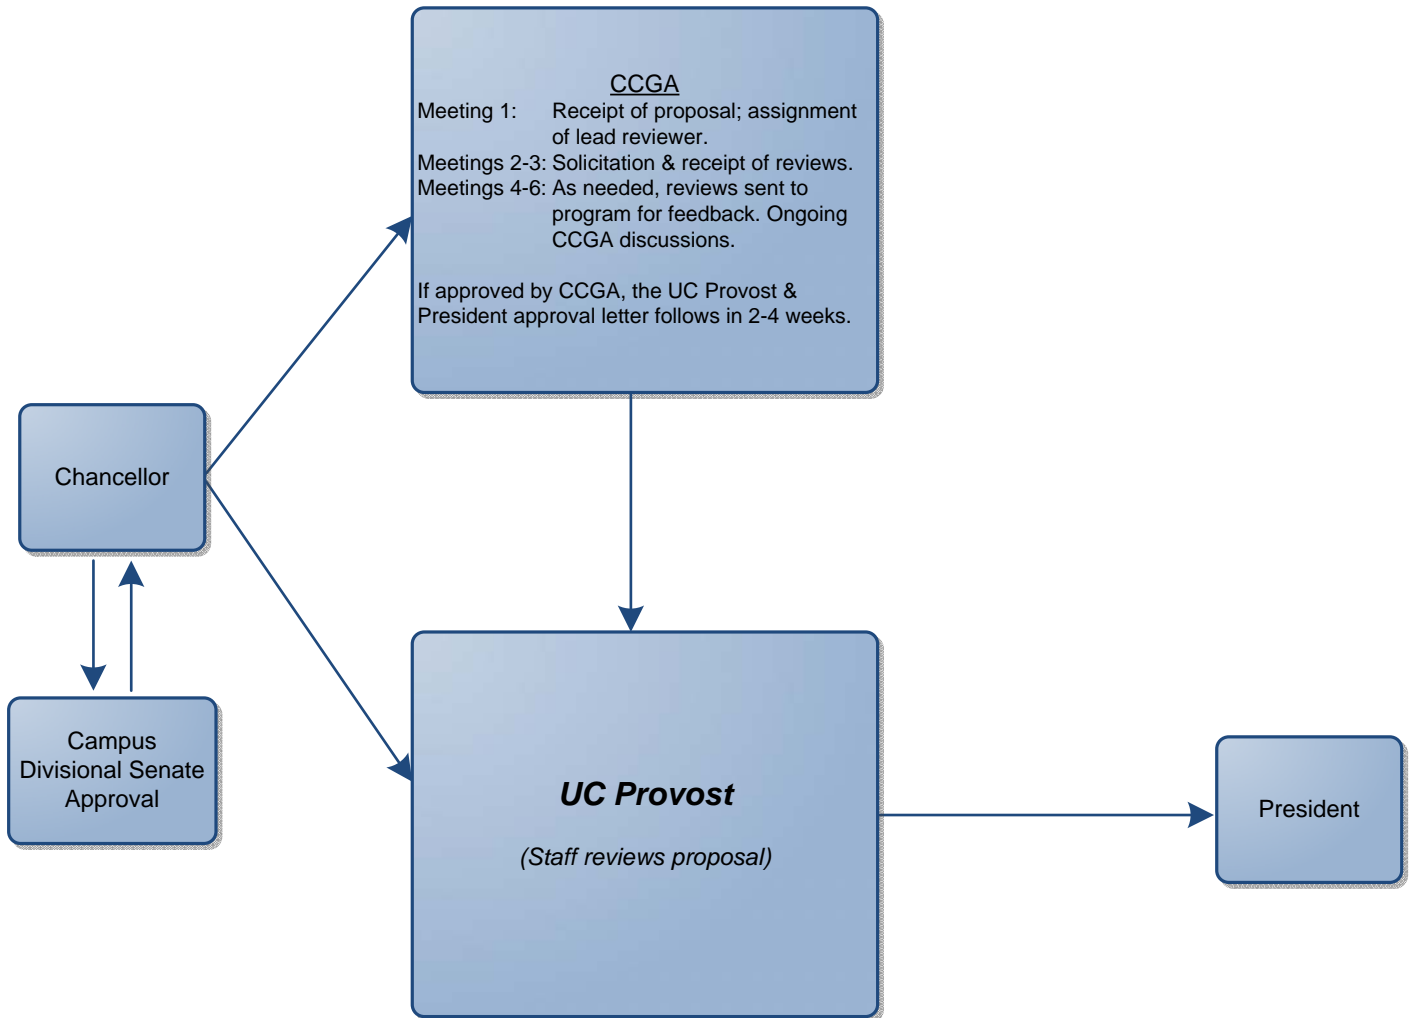 CCGA
Meeting 1: Receipt of proposal; assignment
of lead reviewer.
Meetings 2-3: Solicitation & receipt of reviews.
Meetings 4-6: As needed, reviews sent to
program for feedback. Ongoing
CCGA discussions.
If approved by CCGA, the UC Provost &
President approval letter follows in 2-4 weeks.
Chancellor
Campus
Divisional Senate
Approval
UC Provost
(Staff reviews proposal)
President